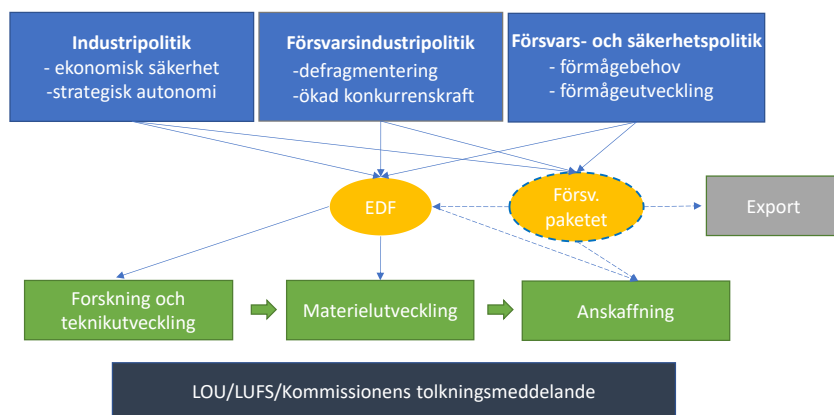 Industripolitik
- ekonomisk säkerhet
-strategisk autonomi
Försvarsindustripolitik
-defragmentering
-ökad konkurrenskraft
Försvars- och säkerhetspolitik
- förmågebehov
- förmågeutveckling
EDF
Försv.
paketet
Export
Forskning och
teknikutveckling
Materielutveckling
Anskaffning
LOU/LUFS/Kommissionens tolkningsmeddelande